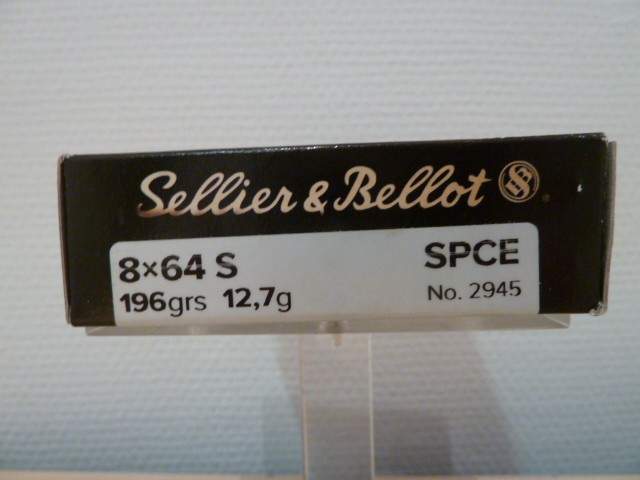 Sellier & Bellot
8×64 S SPCE
196grs 12,7g No. 2945